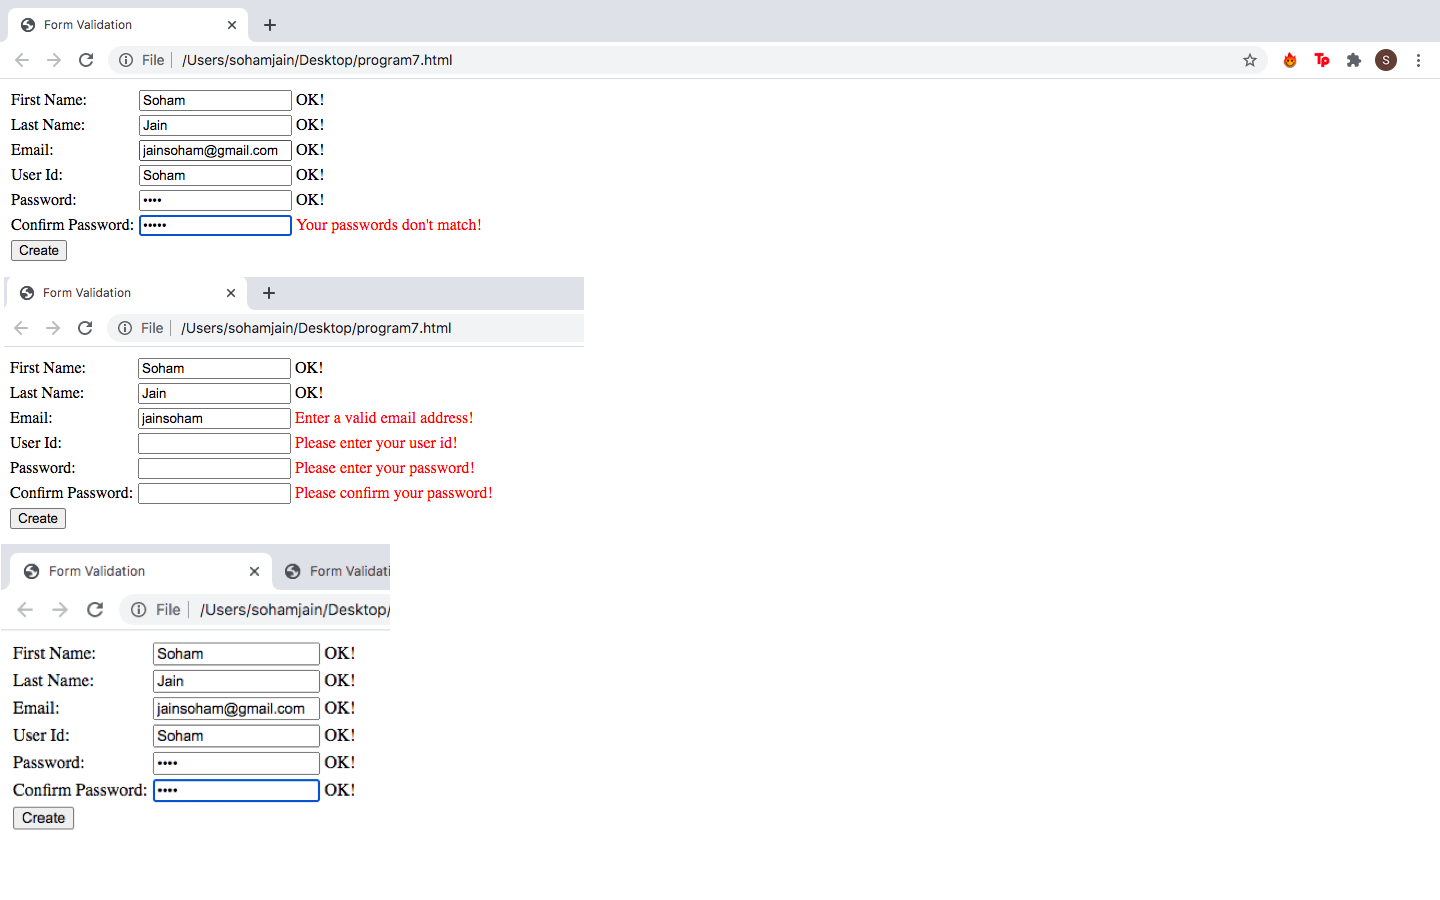 Form Validation
File /Users/sohamjain/Desktop/program7.html Tp S
First Name: Soham OK!
Last Name: Jain OK!
Email: jainsoham@gmail.com OK!
User Id: Soham OK!
Password: •••• OK!
Confirm Password: ••••• Your passwords don't match!
Create
Form Validation
File /Users/sohamjain/Desktop/program7.html
First Name: Soham OK!
Last Name: Jain OK!
Email: jainsoham Enter a valid email address!
User Id: Please enter your user id!
Password: Please enter your password!
Confirm Password: Please confirm your password!
Create
Form Validation Form Validati
File /Users/sohamjain/Desktop/
First Name: Soham OK!
Last Name: Jain OK!
Email: jainsoham@gmail.com OK!
User Id: Soham OK!
Password: •••• OK!
Confirm Password: •••• OK!
Create